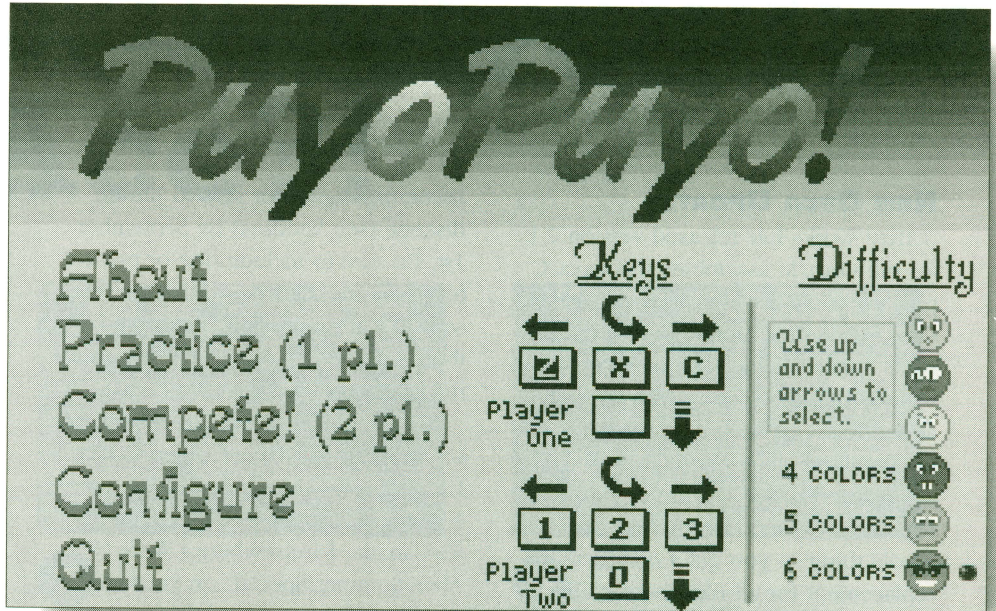 PuyoPuyo!
About
Practice (1 pl.)
Compete! (2 pl.)
Configure
Quit
Keys
Z X C
Player
One
1 2 3
Player
Two
0
Difficulty
Use up
and down
arrows to
select.
4 COLORS
5 COLORS
6 COLORS